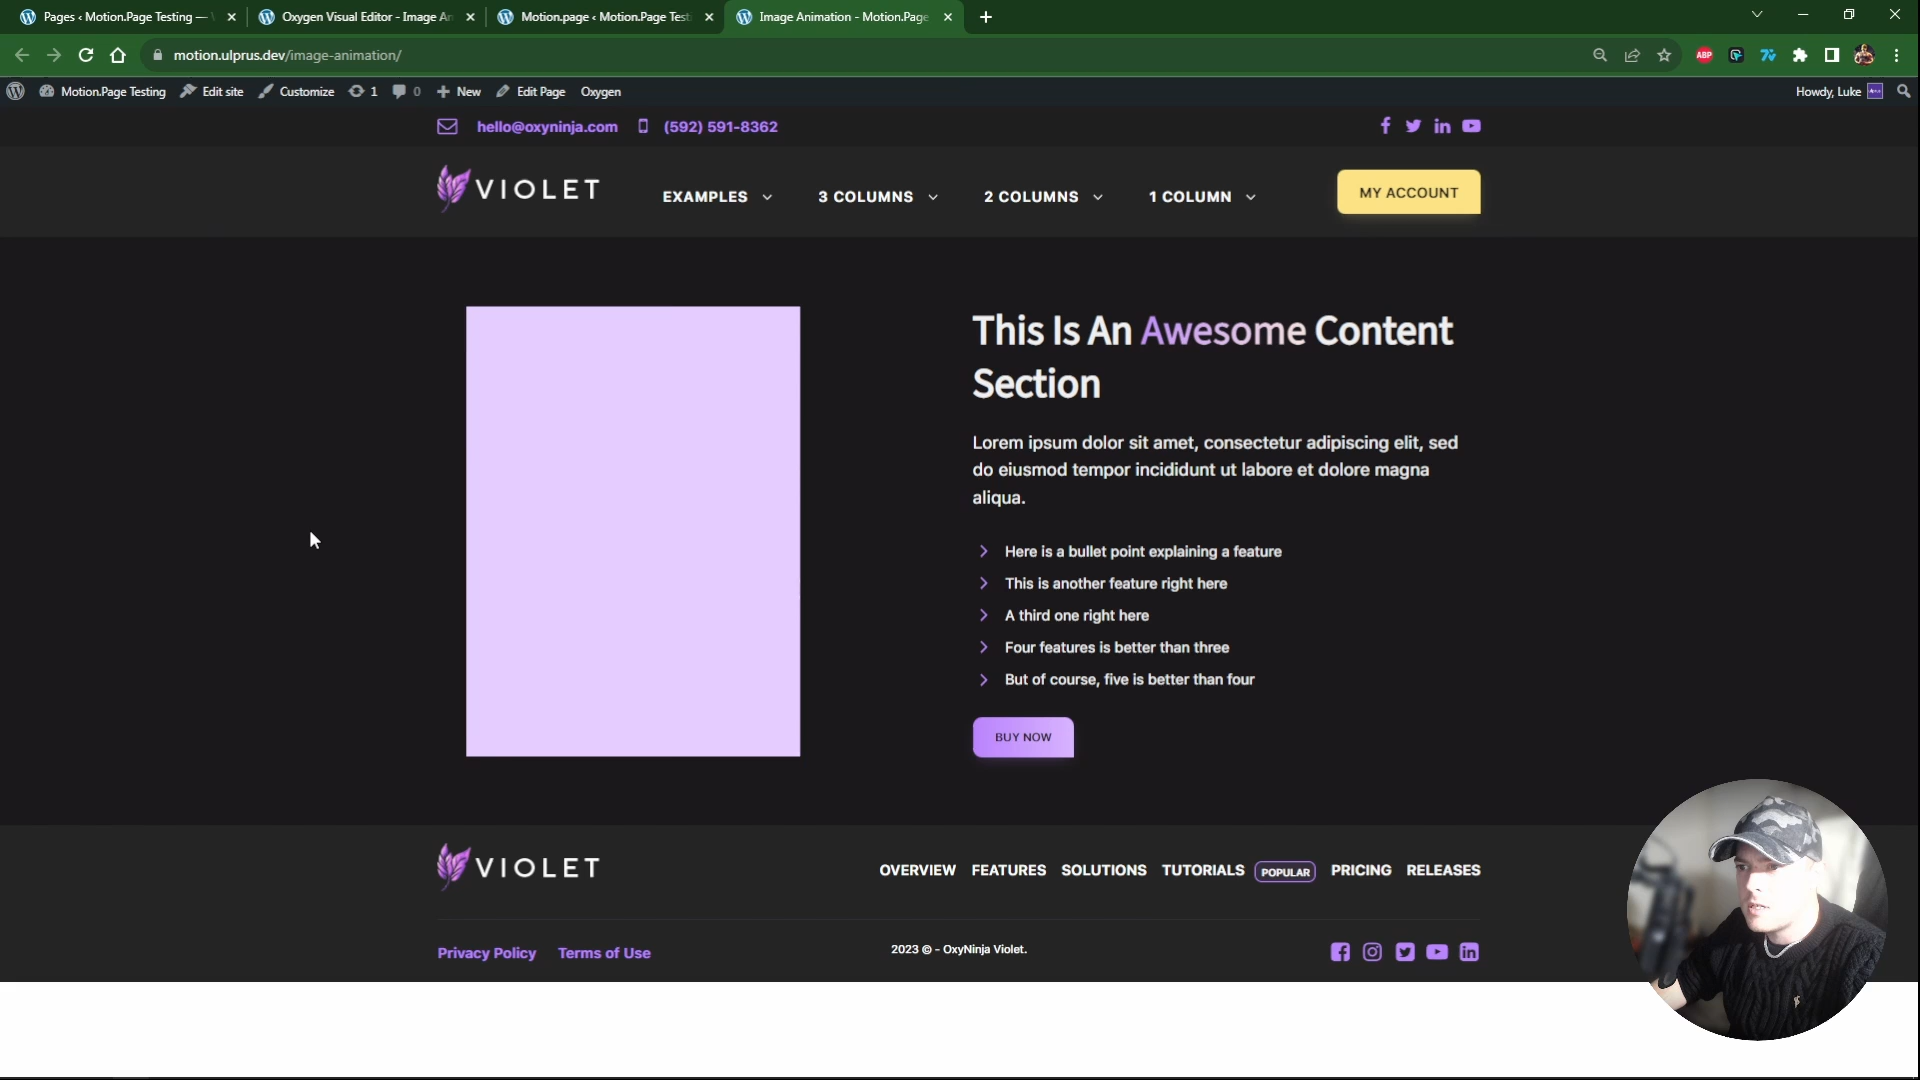 Pages ‹ Motion.Page Testing —
Oxygen Visual Editor - Image An
Motion.page ‹ Motion.Page Test
Image Animation - Motion.Page
motion.ulprus.dev/image-animation/
ABP
Motion.Page Testing
Edit site
Customize
1
0
New
Edit Page
Oxygen
Howdy, Luke
hello@oxyninja.com
(592) 591-8362
VIOLET
EXAMPLES
3 COLUMNS
2 COLUMNS
1 COLUMN
MY ACCOUNT
This Is An Awesome Content
Section
Lorem ipsum dolor sit amet, consectetur adipiscing elit, sed
do eiusmod tempor incididunt ut labore et dolore magna
aliqua.
Here is a bullet point explaining a feature
This is another feature right here
A third one right here
Four features is better than three
But of course, five is better than four
BUY NOW
VIOLET
OVERVIEW
FEATURES
SOLUTIONS
TUTORIALS
POPULAR
PRICING
RELEASES
Privacy Policy
Terms of Use
2023 © - OxyNinja Violet.